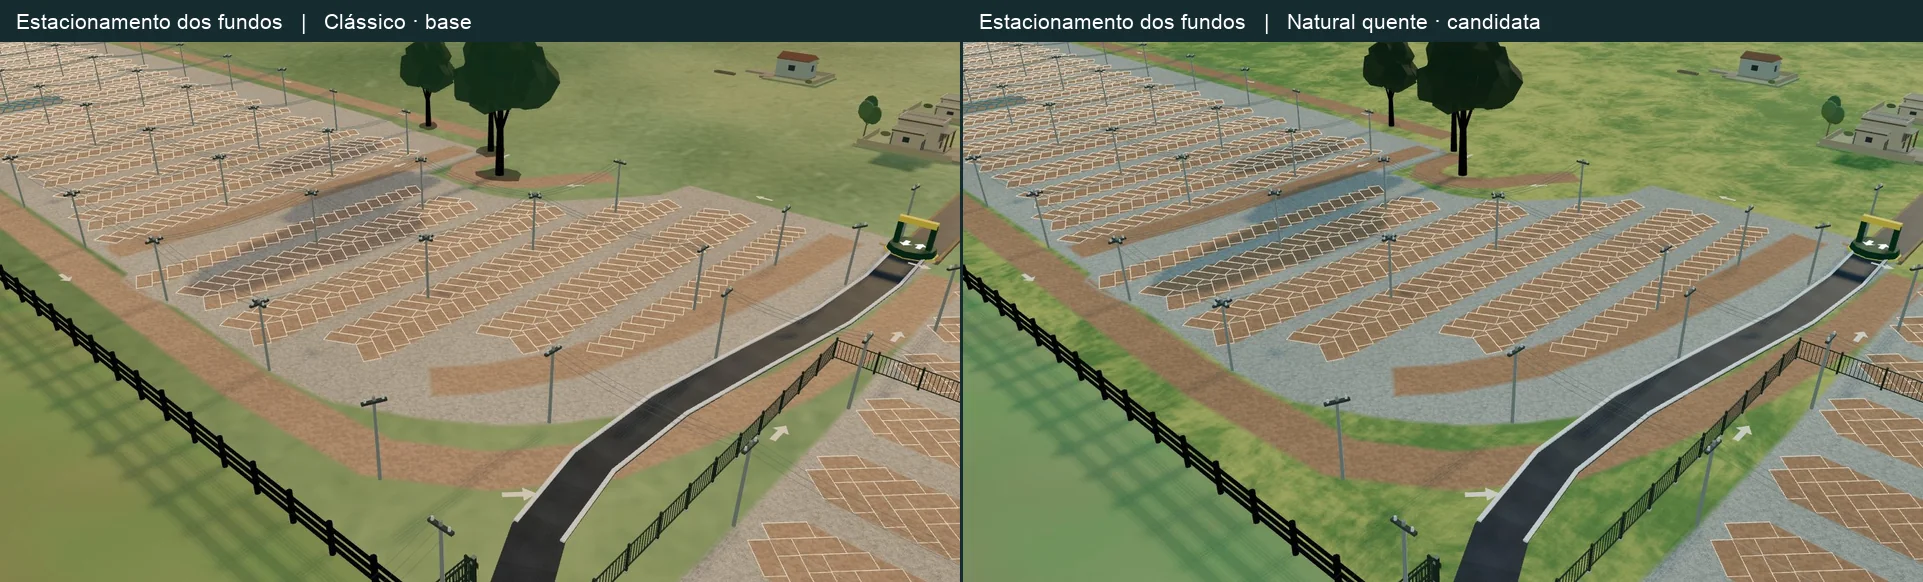 Estacionamento dos fundos | Clássico · base
Estacionamento dos fundos | Natural quente · candidata